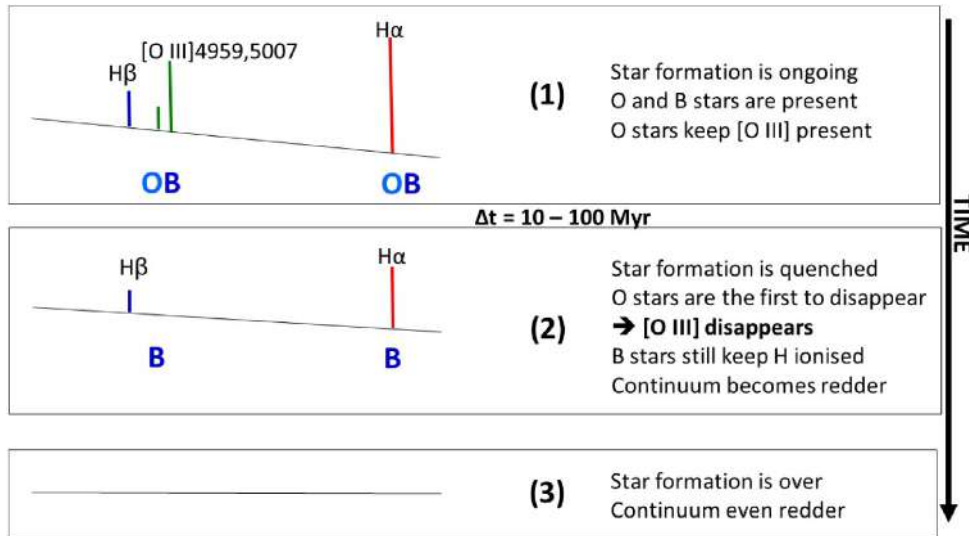 Hα
[O III]4959,5007
Hβ
OB
OB
(1)
Star formation is ongoing
O and B stars are present
O stars keep [O III] present
Δt = 10 – 100 Myr
TIME
Hβ
Hα
B
B
(2)
Star formation is quenched
O stars are the first to disappear
➔ [O III] disappears
B stars still keep H ionised
Continuum becomes redder
(3)
Star formation is over
Continuum even redder